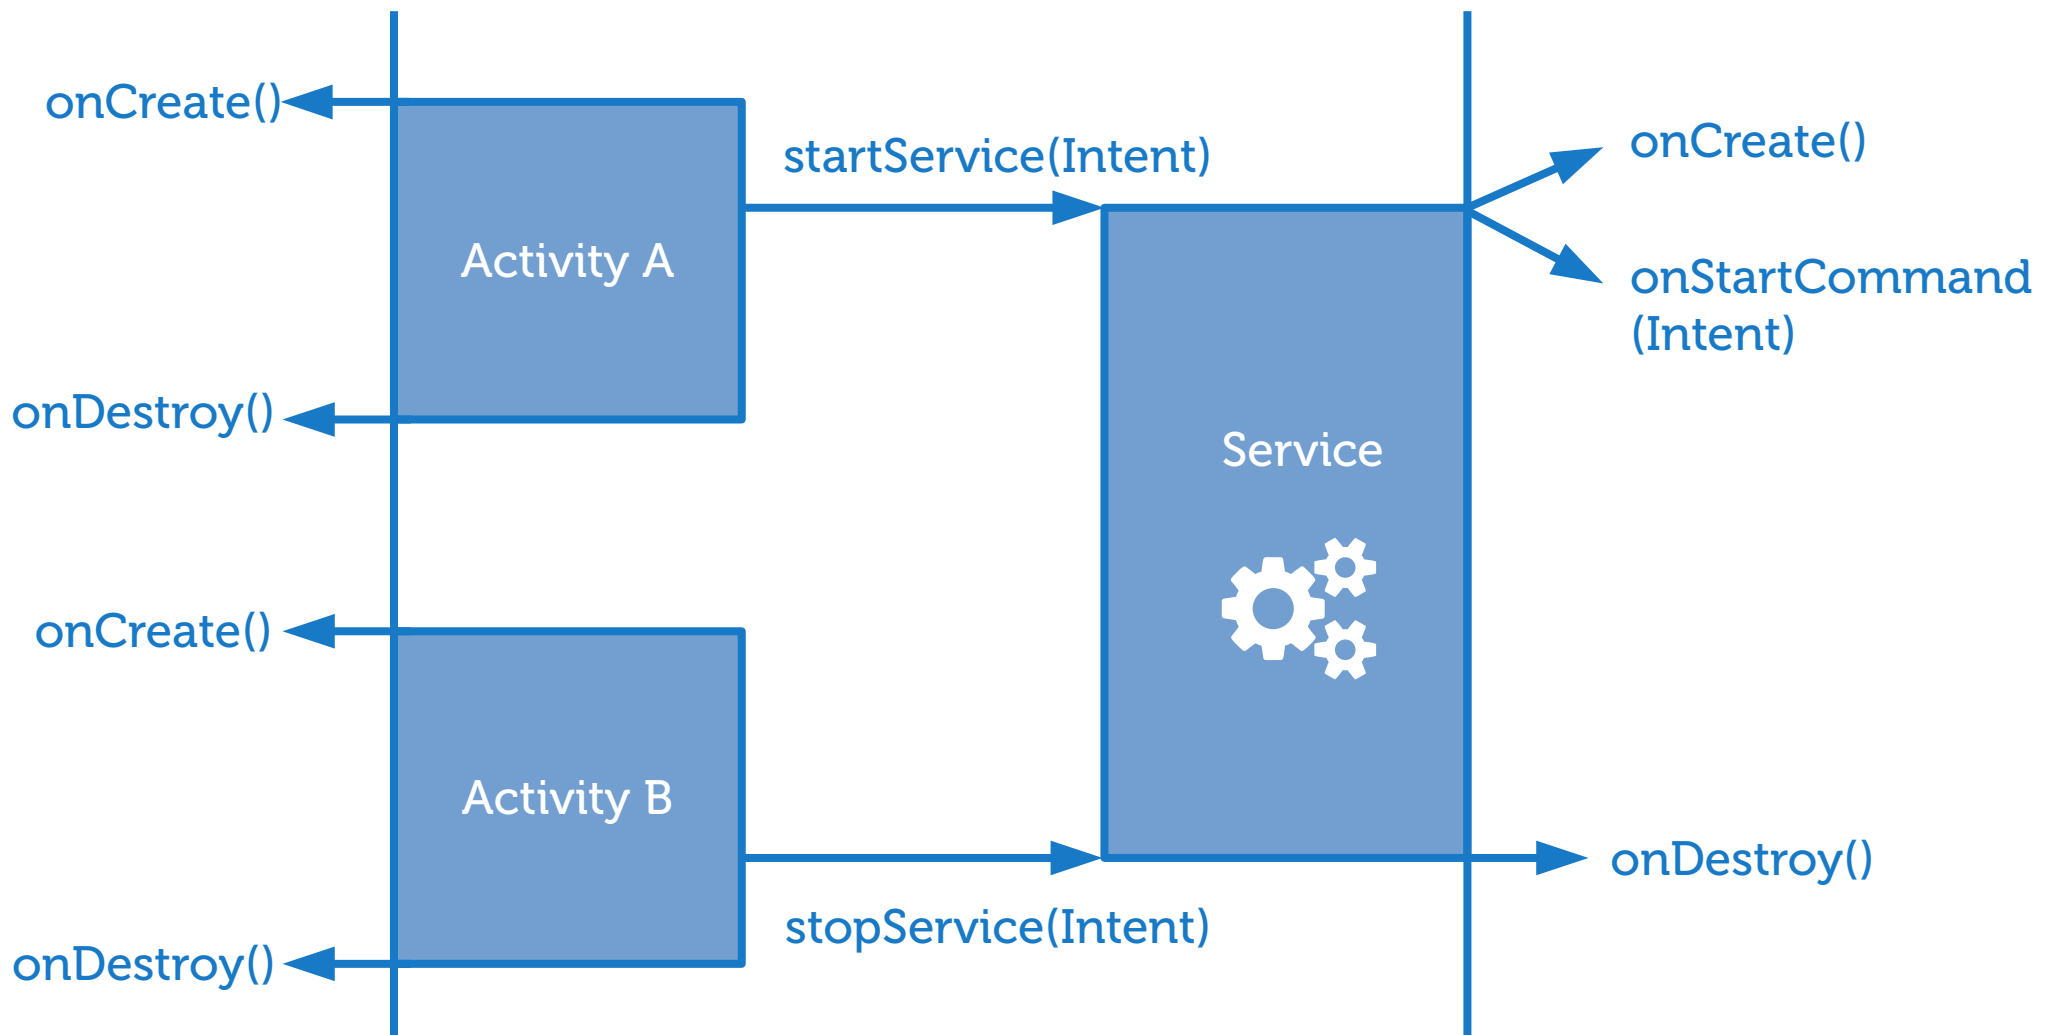 onCreate()
startService(Intent)
onCreate()
Activity A
onStartCommand
(Intent)
onDestroy()
Service
onCreate()
Activity B
onDestroy()
stopService(Intent)
onDestroy()